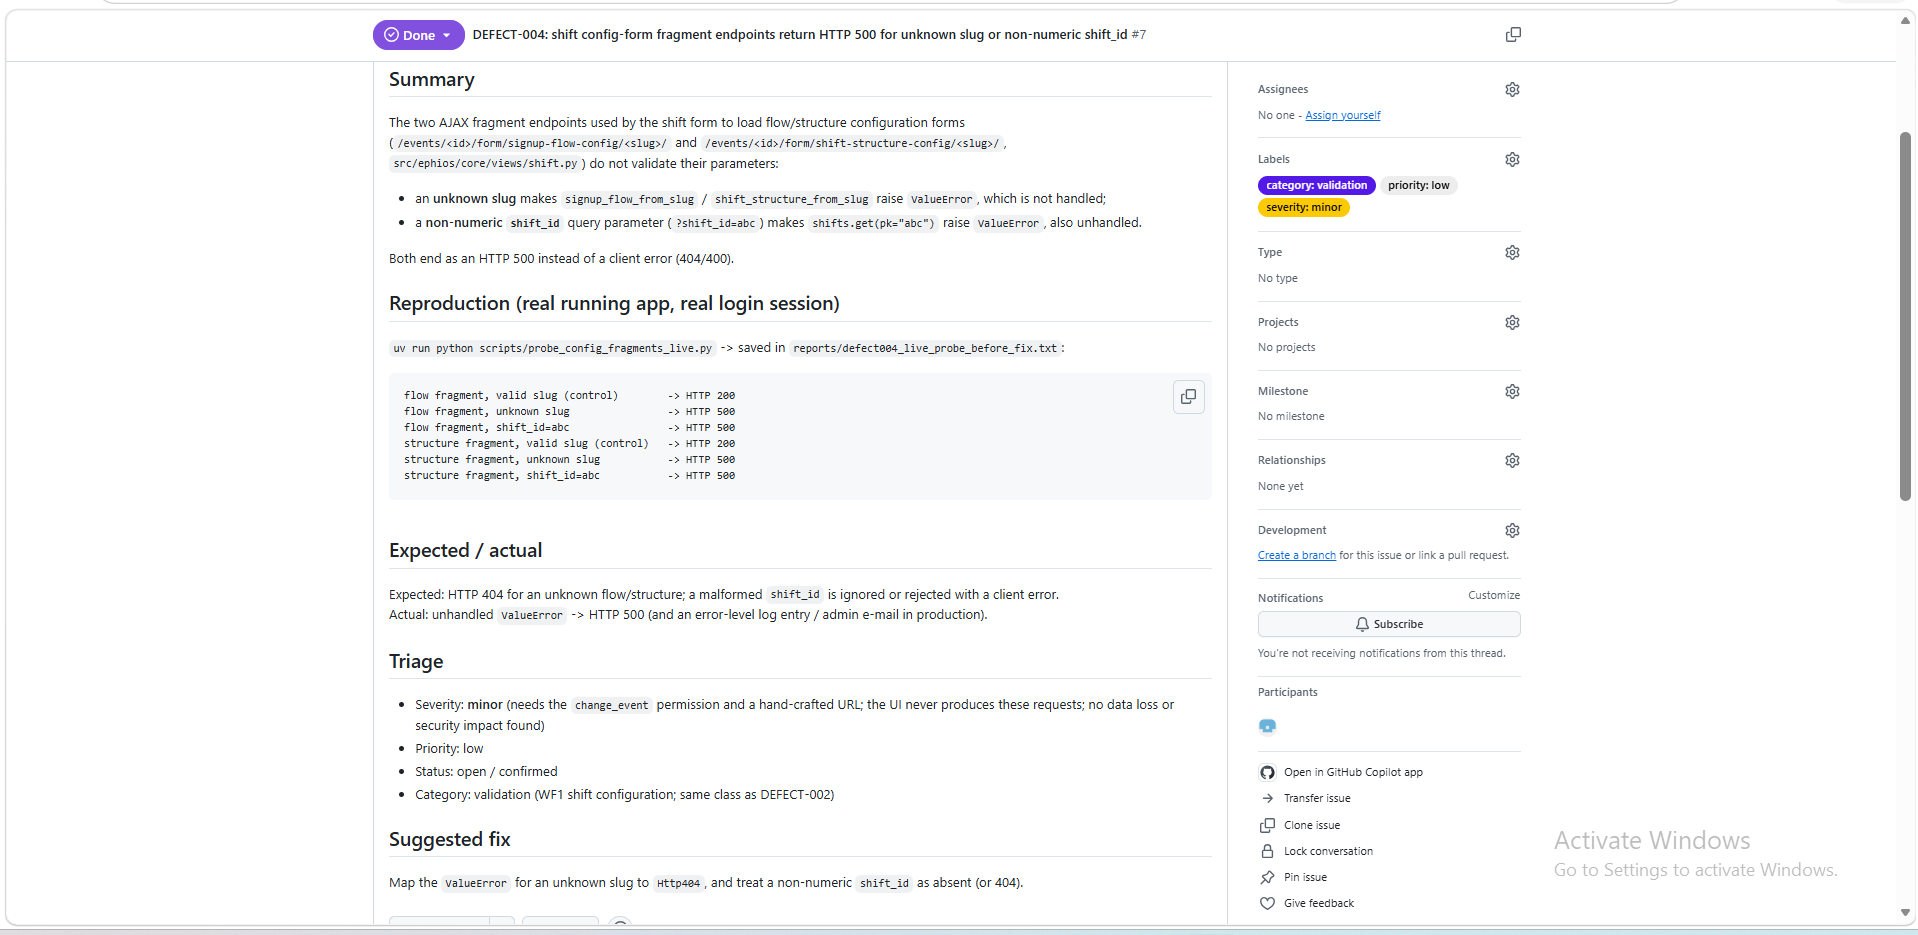 Done
DEFECT-004: shift config-form fragment endpoints return HTTP 500 for unknown slug or non-numeric shift_id #7
Summary
The two AJAX fragment endpoints used by the shift form to load flow/structure configuration forms
( /events/<id>/form/signup-flow-config/<slug>/ and /events/<id>/form/shift-structure-config/<slug>/ ,
src/ephios/core/views/shift.py ) do not validate their parameters:
• an unknown slug makes signup_flow_from_slug / shift_structure_from_slug raise ValueError , which is not handled;
• a non-numeric shift_id query parameter ( ?shift_id=abc ) makes shifts.get(pk="abc") raise ValueError , also unhandled.
Both end as an HTTP 500 instead of a client error (404/400).
Reproduction (real running app, real login session)
uv run python scripts/probe_config_fragments_live.py -> saved in reports/defect004_live_probe_before_fix.txt :
flow fragment, valid slug (control) -> HTTP 200
flow fragment, unknown slug -> HTTP 500
flow fragment, shift_id=abc -> HTTP 500
structure fragment, valid slug (control) -> HTTP 200
structure fragment, unknown slug -> HTTP 500
structure fragment, shift_id=abc -> HTTP 500
Expected / actual
Expected: HTTP 404 for an unknown flow/structure; a malformed shift_id is ignored or rejected with a client error.
Actual: unhandled ValueError -> HTTP 500 (and an error-level log entry / admin e-mail in production).
Triage
• Severity: minor (needs the change_event permission and a hand-crafted URL; the UI never produces these requests; no data loss or
security impact found)
• Priority: low
• Status: open / confirmed
• Category: validation (WF1 shift configuration; same class as DEFECT-002)
Suggested fix
Map the ValueError for an unknown slug to Http404 , and treat a non-numeric shift_id as absent (or 404).
Assignees
No one - Assign yourself
Labels
category: validation priority: low
severity: minor
Type
No type
Projects
No projects
Milestone
No milestone
Relationships
None yet
Development
Create a branch for this issue or link a pull request.
Notifications Customize
Subscribe
You're not receiving notifications from this thread.
Participants
Open in GitHub Copilot app
Transfer issue
Clone issue
Lock conversation
Pin issue
Give feedback
Activate Windows
Go to Settings to activate Windows.